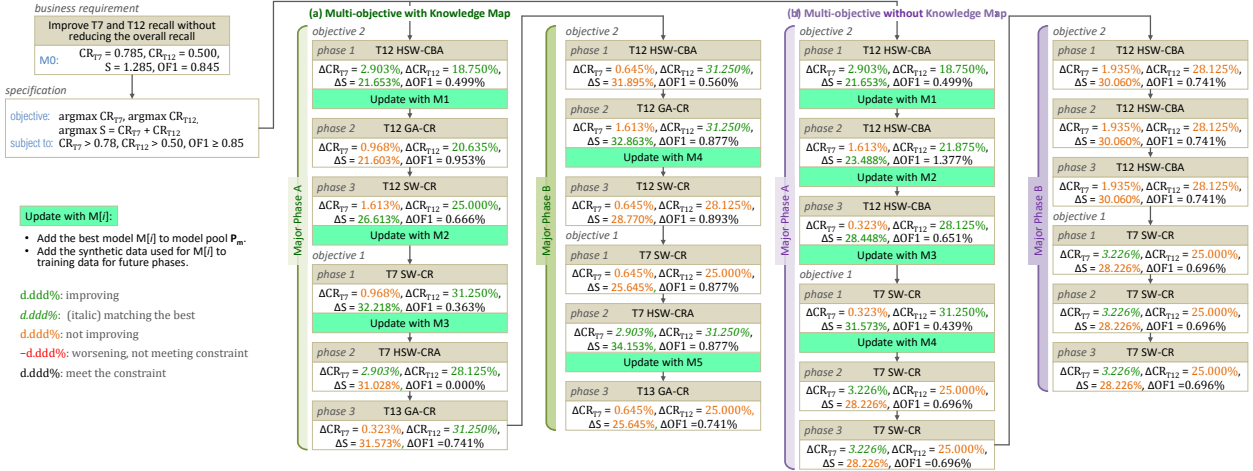 business requirement
Improve T7 and T12 recall without
reducing the overall recall
M0: CR_T7 = 0.785, CR_T12 = 0.500,
S = 1.285, OF1 = 0.845
specification
objective: argmax CR_T7, argmax CR_T12,
argmax S = CR_T7 + CR_T12
subject to: CR_T7 > 0.78, CR_T12 > 0.50, OF1 ≥ 0.85
Update with M[i]:
• Add the best model M[i] to model pool P_m.
• Add the synthetic data used for M[i] to
training data for future phases.
d.ddd%: improving
d.ddd%: (italic) matching the best
d.ddd%: not improving
−d.ddd%: worsening, not meeting constraint
d.ddd%: meet the constraint
(a) Multi-objective with Knowledge Map
Major Phase A
objective 2
phase 1 T12 HSW-CBA
ΔCR_T7 = 2.903%, ΔCR_T12 = 18.750%
ΔS = 21.653%, ΔOF1 = 0.499%
Update with M1
phase 2 T12 GA-CR
ΔCR_T7 = 0.968%, ΔCR_T12 = 20.635%
ΔS = 21.603%, ΔOF1 = 0.953%
phase 3 T12 SW-CR
ΔCR_T7 = 1.613%, ΔCR_T12 = 25.000%
ΔS = 26.613%, ΔOF1 = 0.666%
Update with M2
objective 1
phase 1 T7 SW-CR
ΔCR_T7 = 0.968%, ΔCR_T12 = 31.250%
ΔS = 32.218%, ΔOF1 = 0.363%
Update with M3
phase 2 T7 HSW-CRA
ΔCR_T7 = 2.903%, ΔCR_T12 = 28.125%
ΔS = 31.028%, ΔOF1 = 0.000%
phase 3 T13 GA-CR
ΔCR_T7 = 0.323%, ΔCR_T12 = 31.250%
ΔS = 31.573%, ΔOF1 = 0.741%
Major Phase B
objective 2
phase 1 T12 HSW-CBA
ΔCR_T7 = 0.645%, ΔCR_T12 = 31.250%
ΔS = 31.895%, ΔOF1 = 0.560%
phase 2 T12 GA-CR
ΔCR_T7 = 1.613%, ΔCR_T12 = 31.250%
ΔS = 32.863%, ΔOF1 = 0.877%
Update with M4
phase 3 T12 SW-CR
ΔCR_T7 = 0.645%, ΔCR_T12 = 28.125%
ΔS = 28.770%, ΔOF1 = 0.893%
objective 1
phase 1 T7 SW-CR
ΔCR_T7 = 0.645%, ΔCR_T12 = 25.000%
ΔS = 25.645%, ΔOF1 = 0.877%
phase 2 T7 HSW-CRA
ΔCR_T7 = 2.903%, ΔCR_T12 = 31.250%
ΔS = 34.153%, ΔOF1 = 0.877%
Update with M5
phase 3 T13 GA-CR
ΔCR_T7 = 0.645%, ΔCR_T12 = 25.000%
ΔS = 25.645%, ΔOF1 = 0.741%
(b) Multi-objective without Knowledge Map
Major Phase A
objective 2
phase 1 T12 HSW-CBA
ΔCR_T7 = 2.903%, ΔCR_T12 = 18.750%
ΔS = 21.653%, ΔOF1 = 0.499%
Update with M1
phase 2 T12 HSW-CBA
ΔCR_T7 = 1.613%, ΔCR_T12 = 21.875%
ΔS = 23.488%, ΔOF1 = 1.377%
Update with M2
phase 3 T12 HSW-CBA
ΔCR_T7 = 0.323%, ΔCR_T12 = 28.125%
ΔS = 28.448%, ΔOF1 = 0.651%
Update with M3
objective 1
phase 1 T7 SW-CR
ΔCR_T7 = 0.323%, ΔCR_T12 = 31.250%
ΔS = 31.573%, ΔOF1 = 0.439%
Update with M4
phase 2 T7 SW-CR
ΔCR_T7 = 3.226%, ΔCR_T12 = 25.000%
ΔS = 28.226%, ΔOF1 = 0.696%
phase 3 T7 SW-CR
ΔCR_T7 = 3.226%, ΔCR_T12 = 25.000%
ΔS = 28.226%, ΔOF1 =0.696%
Major Phase B
objective 2
phase 1 T12 HSW-CBA
ΔCR_T7 = 1.935%, ΔCR_T12 = 28.125%
ΔS = 30.060%, ΔOF1 = 0.741%
phase 2 T12 HSW-CBA
ΔCR_T7 = 1.935%, ΔCR_T12 = 28.125%
ΔS = 30.060%, ΔOF1 = 0.741%
phase 3 T12 HSW-CBA
ΔCR_T7 = 1.935%, ΔCR_T12 = 28.125%
ΔS = 30.060%, ΔOF1 = 0.741%
objective 1
phase 1 T7 SW-CR
ΔCR_T7 = 3.226%, ΔCR_T12 = 25.000%
ΔS = 28.226%, ΔOF1 = 0.696%
phase 2 T7 SW-CR
ΔCR_T7 = 3.226%, ΔCR_T12 = 25.000%
ΔS = 28.226%, ΔOF1 = 0.696%
phase 3 T7 SW-CR
ΔCR_T7 = 3.226%, ΔCR_T12 = 25.000%
ΔS = 28.226%, ΔOF1 =0.696%